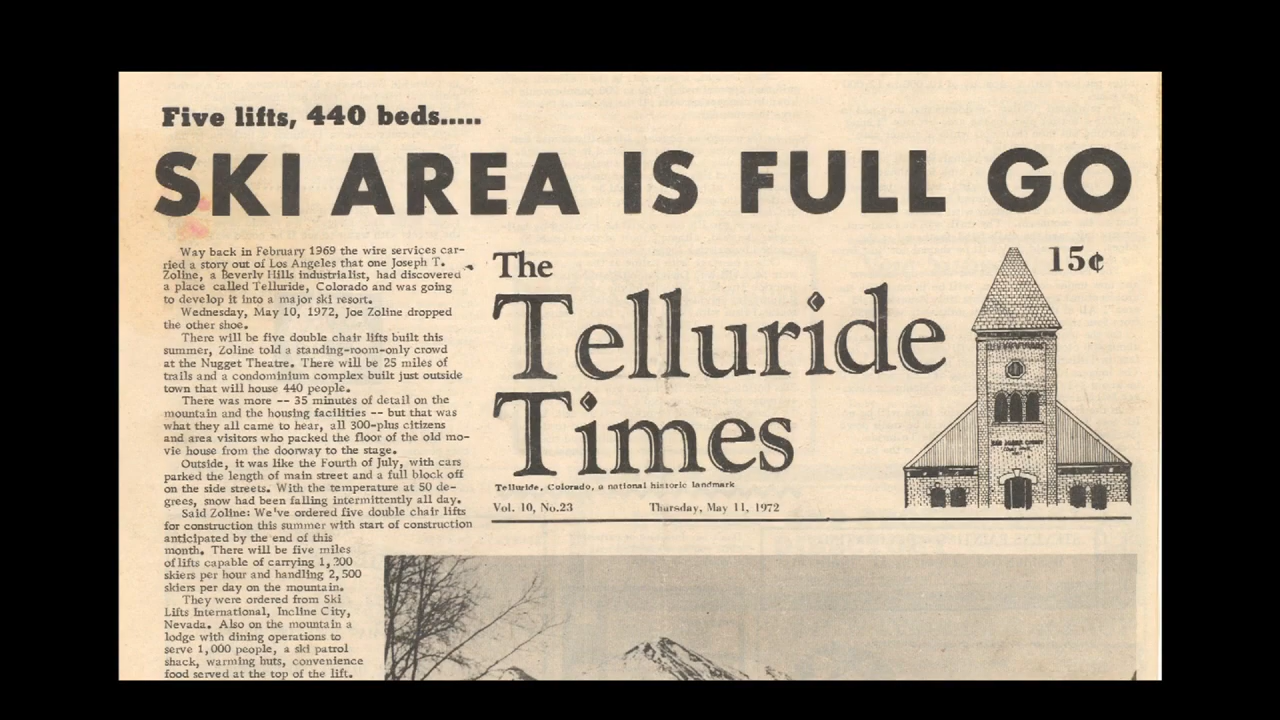 Five lifts, 440 beds.....
SKI AREA IS FULL GO
Way back in February 1969 the wire services car-
ried a story out of Los Angeles that one Joseph T.
Zoline, a Beverly Hills industrialist, had discovered
a place called Telluride, Colorado and was going
to develop it into a major ski resort.
Wednesday, May 10, 1972, Joe Zoline dropped
the other shoe.
There will be five double chair lifts built this
summer, Zoline told a standing-room-only crowd
at the Nugget Theatre. There will be 25 miles of
trails and a condominium complex built just outside
town that will house 440 people.
There was more -- 35 minutes of detail on the
mountain and the housing facilities -- but that was
what they all came to hear, all 300-plus citizens
and area visitors who packed the floor of the old mo-
vie house from the doorway to the stage.
Outside, it was like the Fourth of July, with cars
parked the length of main street and a full block off
on the side streets. With the temperature at 50 de-
grees, snow had been falling intermittently all day.
Said Zoline: We've ordered five double chair lifts
for construction this summer with start of construction
anticipated by the end of this
month. There will be five miles
of lifts capable of carrying 1,200
skiers per hour and handling 2,500
skiers per day on the mountain.
They were ordered from Ski
Lifts International, Incline City,
Nevada. Also on the mountain a
lodge with dining operations to
serve 1,000 people, a ski patrol
shack, warming huts, convenience
food served at the top of the lift.
The
Telluride
Times
15¢
Telluride, Colorado, a national historic landmark
Vol. 10, No.23
Thursday, May 11, 1972